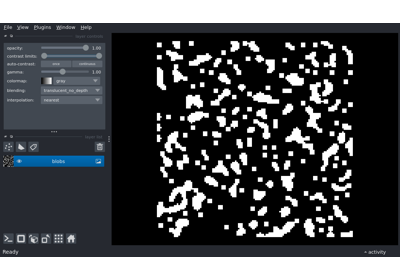 File View Plugins Window Help
opacity: 1.00
contrast limits:
auto-contrast: once continuous
gamma: 1.00
colormap: gray
blending: translucent_no_depth
interpolation: nearest
blobs
Ready
activity